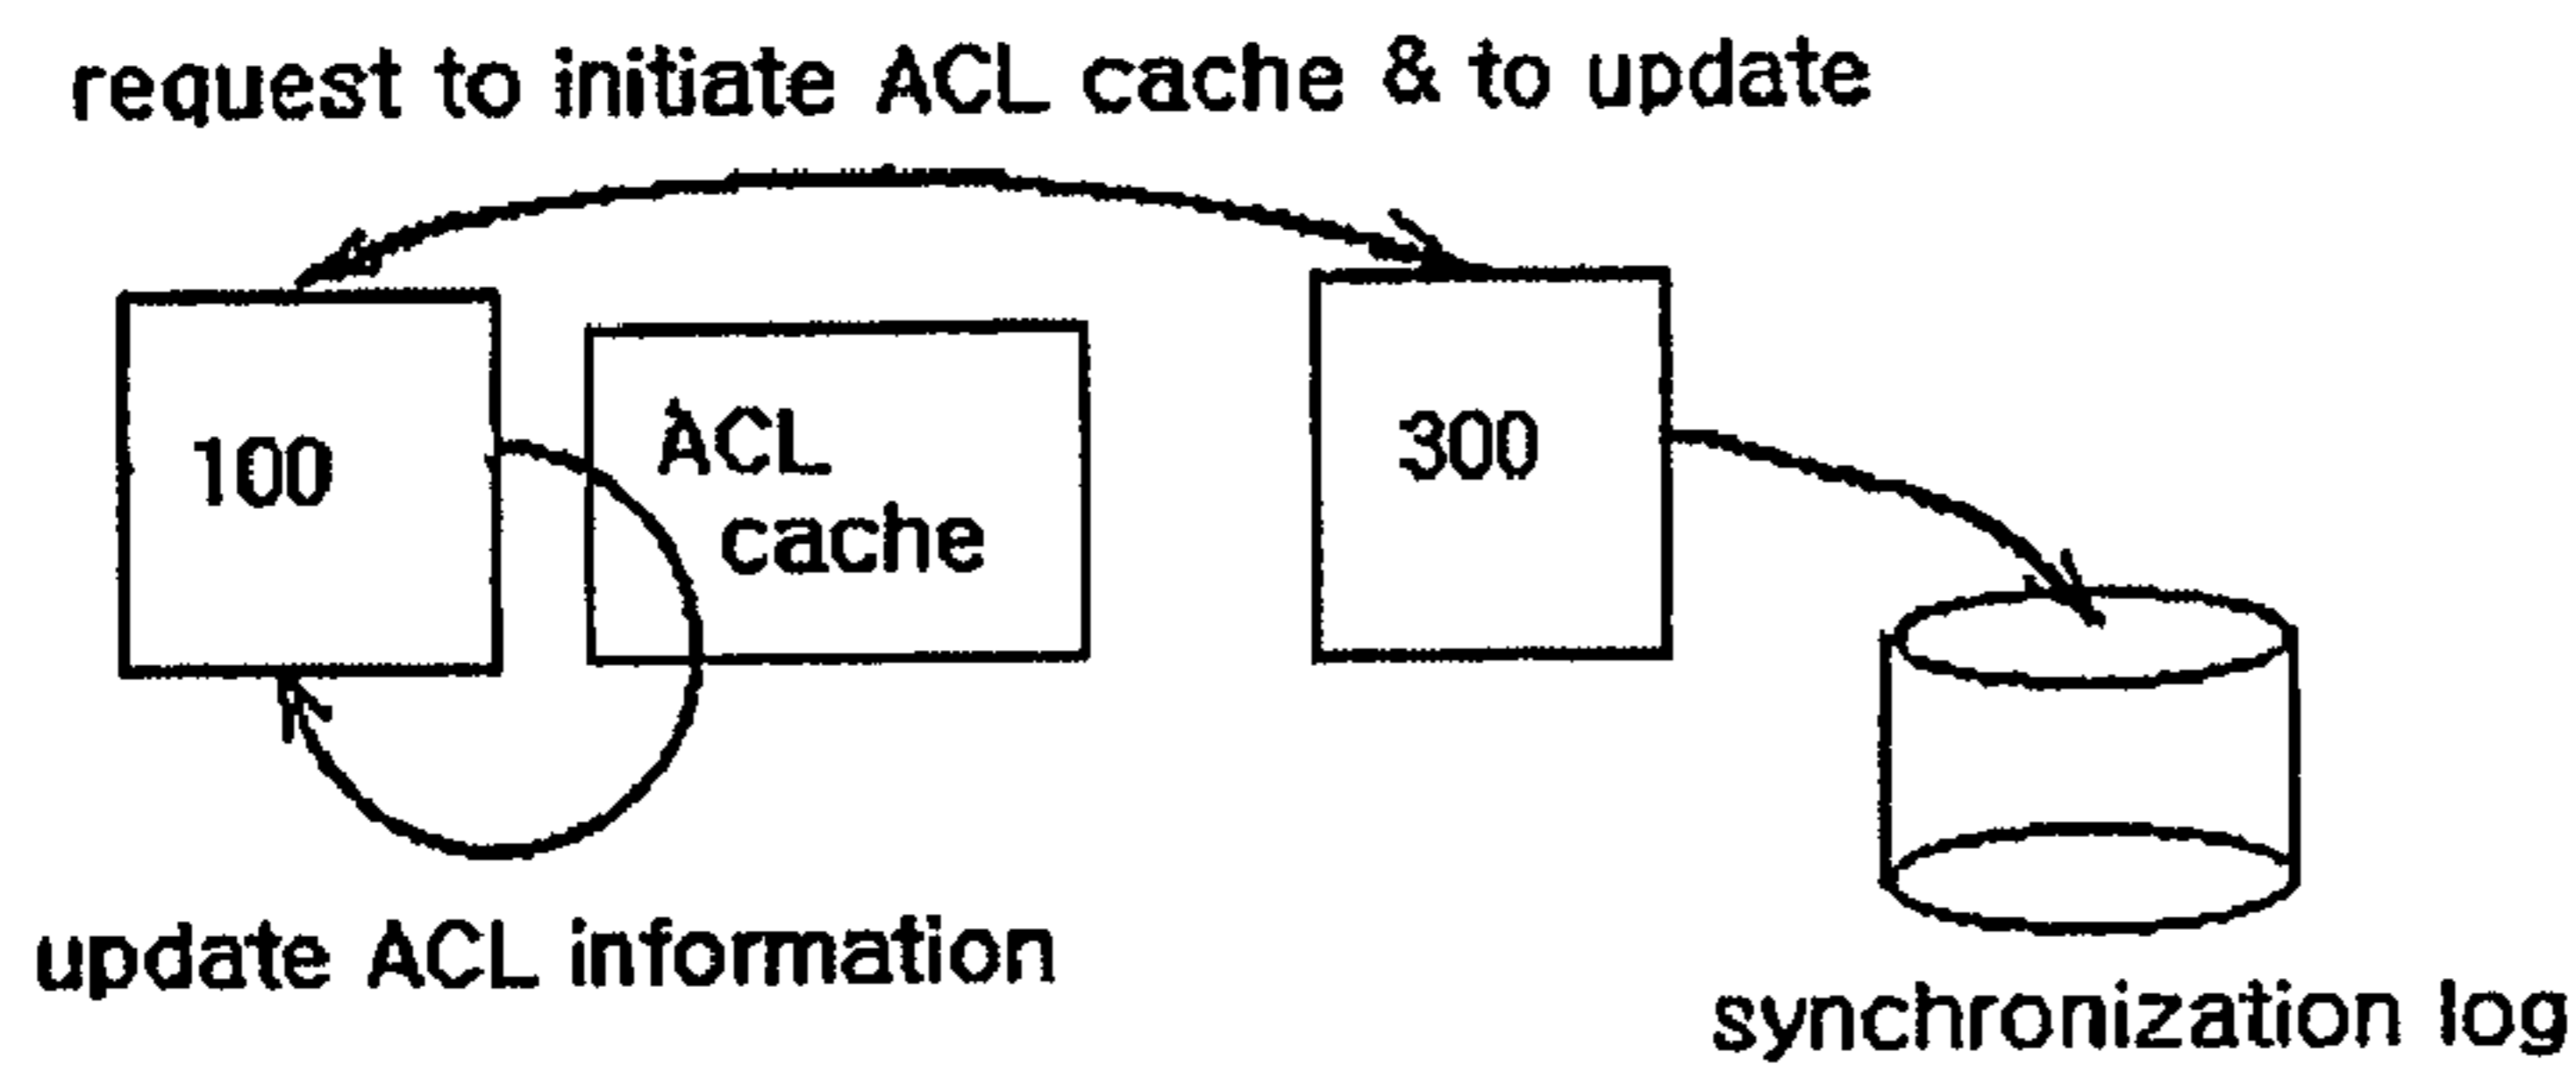 request to initiate ACL cache & to update
100
ACL
cache
300
update ACL information
synchronization log